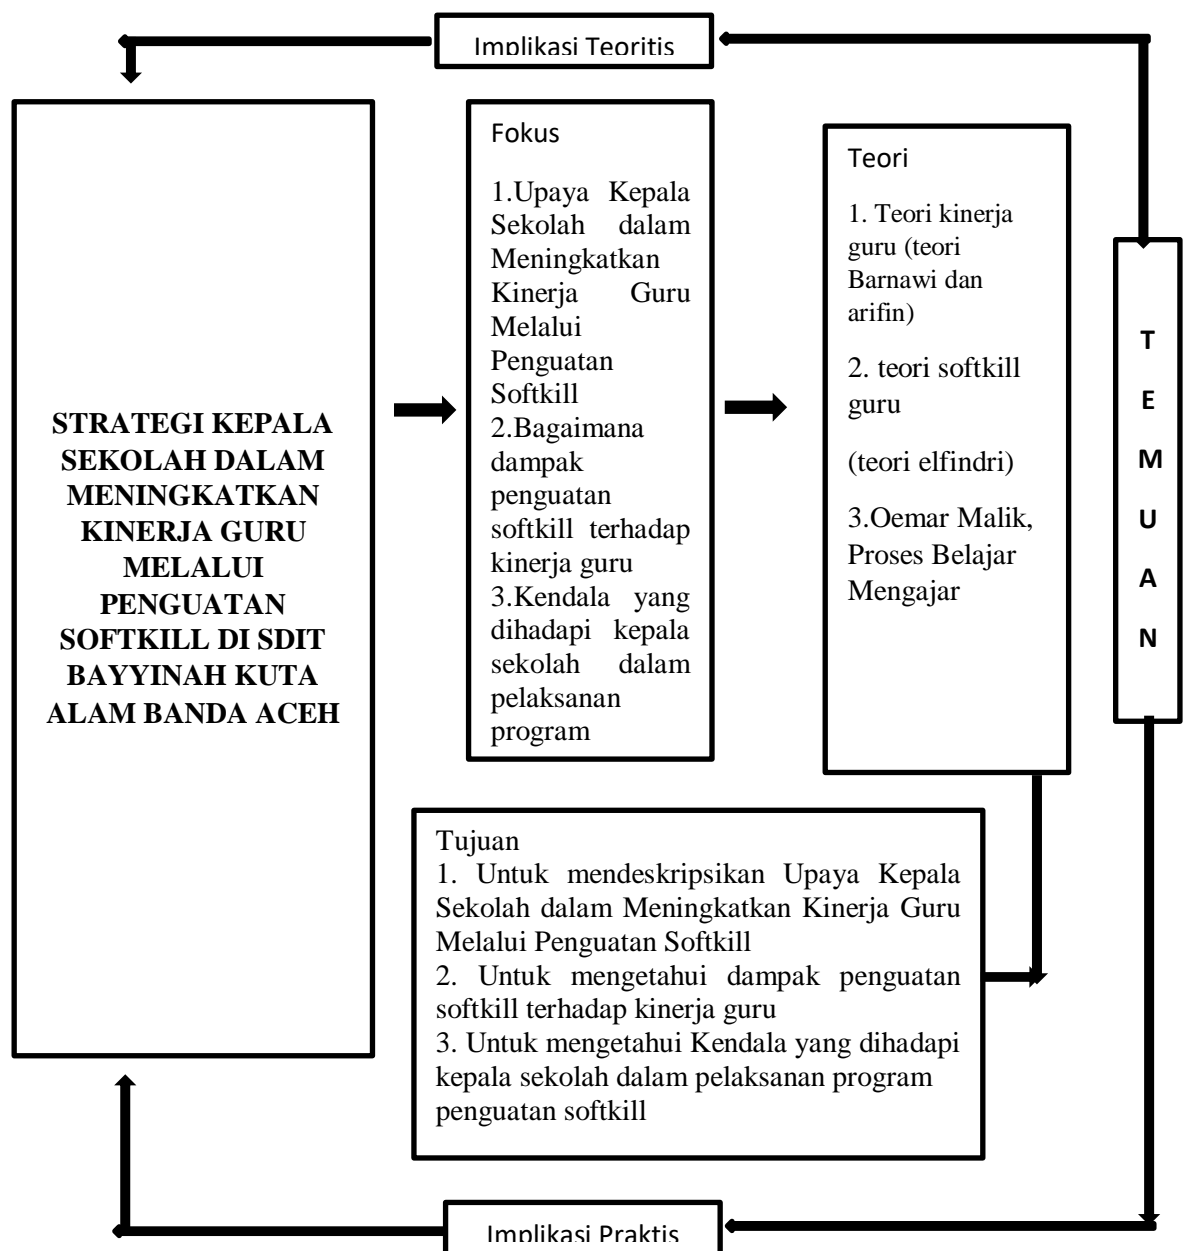 Implikasi Teoritis
STRATEGI KEPALA
SEKOLAH DALAM
MENINGKATKAN
KINERJA GURU
MELALUI
PENGUATAN
SOFTKILL DI SDIT
BAYYINAH KUTA
ALAM BANDA ACEH
Fokus
1.Upaya Kepala
Sekolah dalam
Meningkatkan
Kinerja Guru
Melalui
Penguatan
Softkill
2.Bagaimana
dampak
penguatan
softkill terhadap
kinerja guru
3.Kendala yang
dihadapi kepala
sekolah dalam
pelaksanan
program
Teori
1. Teori kinerja
guru (teori
Barnawi dan
arifin)
2. teori softkill
guru
(teori elfindri)
3.Oemar Malik,
Proses Belajar
Mengajar
T
E
M
U
A
N
Tujuan
1. Untuk mendeskripsikan Upaya Kepala
Sekolah dalam Meningkatkan Kinerja Guru
Melalui Penguatan Softkill
2. Untuk mengetahui dampak penguatan
softkill terhadap kinerja guru
3. Untuk mengetahui Kendala yang dihadapi
kepala sekolah dalam pelaksanan program
penguatan softkill
Implikasi Praktis